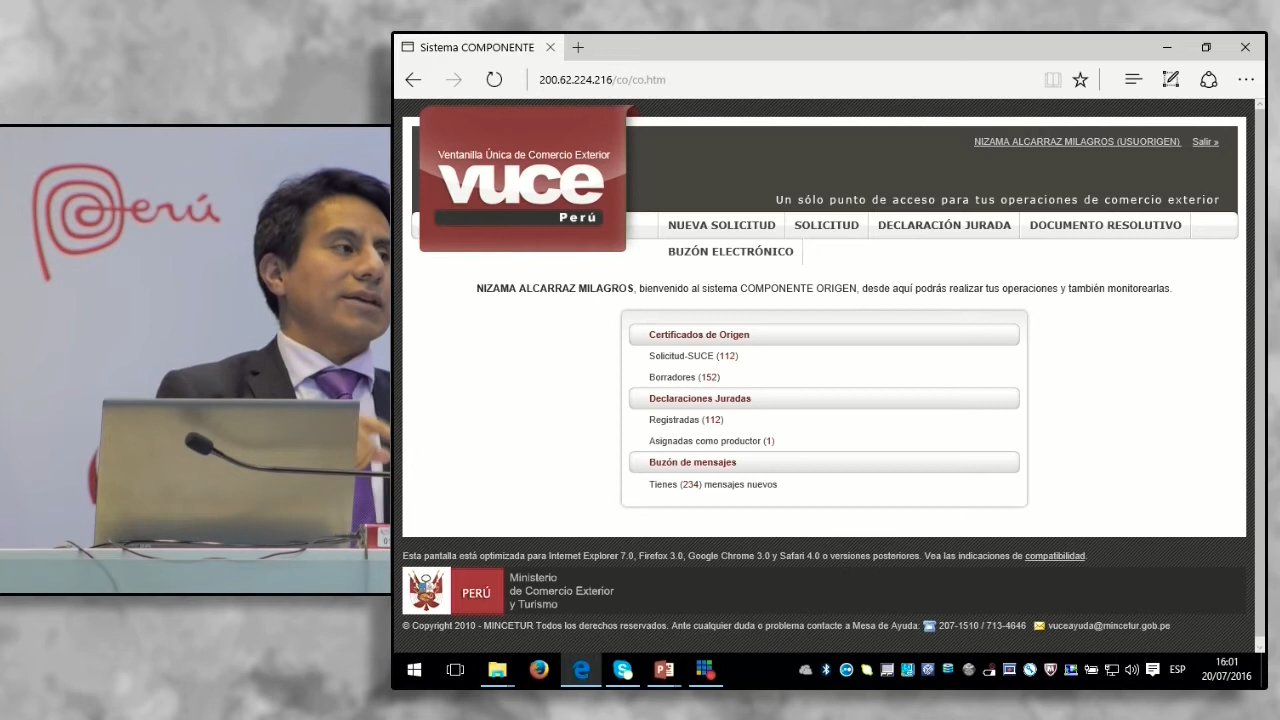 Perú
Sistema COMPONENTE
200.62.224.216/co/co.htm
NIZAMA ALCARRAZ MILAGROS (USUORIGEN) Salir »
Ventanilla Única de Comercio Exterior
vuce
Perú
Un sólo punto de acceso para tus operaciones de comercio exterior
NUEVA SOLICITUD SOLICITUD DECLARACIÓN JURADA DOCUMENTO RESOLUTIVO
BUZÓN ELECTRÓNICO
NIZAMA ALCARRAZ MILAGROS, bienvenido al sistema COMPONENTE ORIGEN, desde aquí podrás realizar tus operaciones y también monitorearlas.
Certificados de Origen
Solicitud-SUCE (112)
Borradores (152)
Declaraciones Juradas
Registradas (112)
Asignadas como productor (1)
Buzón de mensajes
Tienes (234) mensajes nuevos
Esta pantalla está optimizada para Internet Explorer 7.0, Firefox 3.0, Google Chrome 3.0 y Safari 4.0 o versiones posteriores. Vea las indicaciones de compatibilidad.
PERÚ
Ministerio
de Comercio Exterior
y Turismo
© Copyright 2010 - MINCETUR Todos los derechos reservados. Ante cualquier duda o problema contacte a Mesa de Ayuda: 207-1510 / 713-4646 vuceayuda@mincetur.gob.pe
ESP
16:01
20/07/2016